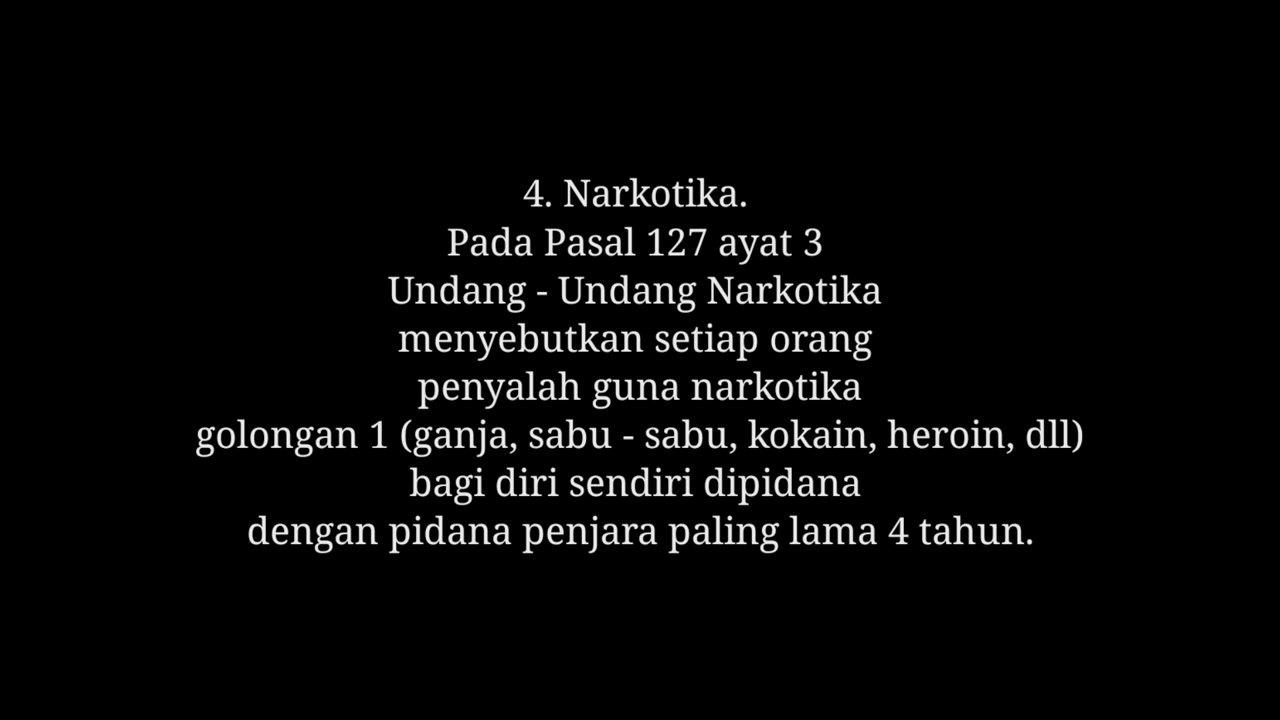 4. Narkotika.
Pada Pasal 127 ayat 3
Undang - Undang Narkotika
menyebutkan setiap orang
penyalah guna narkotika
golongan 1 (ganja, sabu - sabu, kokain, heroin, dll)
bagi diri sendiri dipidana
dengan pidana penjara paling lama 4 tahun.